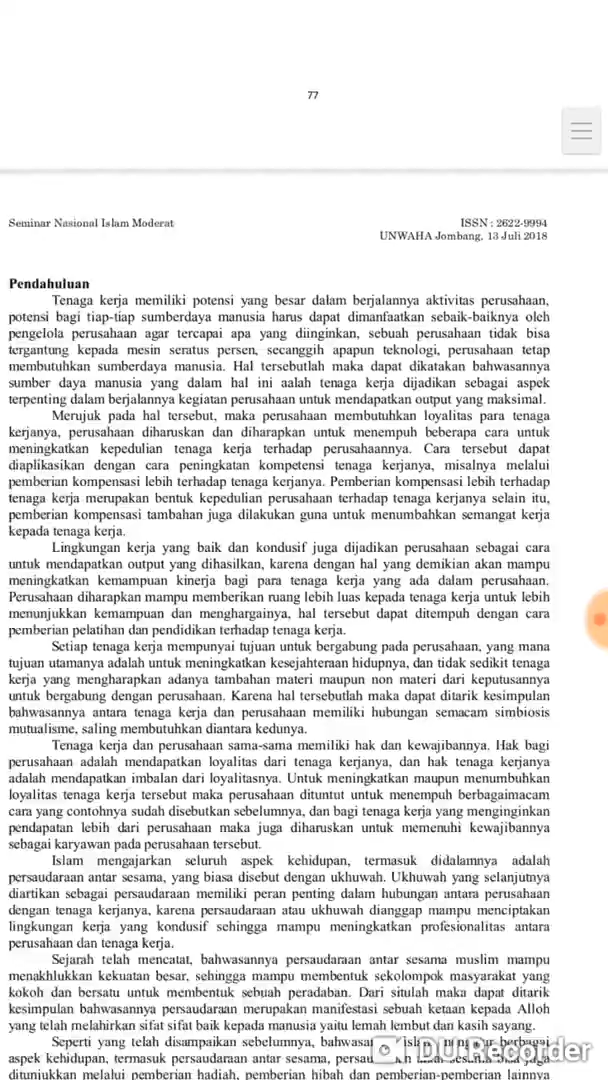 77
Seminar Nasional Islam Moderat
ISSN : 2622-9994
UNWAHA Jombang, 13 Juli 2018
Pendahuluan
Tenaga kerja memiliki potensi yang besar dalam berjalannya aktivitas perusahaan,
potensi bagi tiap-tiap sumberdaya manusia harus dapat dimanfaatkan sebaik-baiknya oleh
pengelola perusahaan agar tercapai apa yang diinginkan, sebuah perusahaan tidak bisa
tergantung kepada mesin seratus persen, secanggih apapun teknologi, perusahaan tetap
membutuhkan sumberdaya manusia. Hal tersebutlah maka dapat dikatakan bahwasannya
sumber daya manusia yang dalam hal ini aalah tenaga kerja dijadikan sebagai aspek
terpenting dalam berjalannya kegiatan perusahaan untuk mendapatkan output yang maksimal.
Merujuk pada hal tersebut, maka perusahaan membutuhkan loyalitas para tenaga
kerjanya, perusahaan diharuskan dan diharapkan untuk menempuh beberapa cara untuk
meningkatkan kepedulian tenaga kerja terhadap perusahaannya. Cara tersebut dapat
diaplikasikan dengan cara peningkatan kompetensi tenaga kerjanya, misalnya melalui
pemberian kompensasi lebih terhadap tenaga kerjanya. Pemberian kompensasi lebih terhadap
tenaga kerja merupakan bentuk kepedulian perusahaan terhadap tenaga kerjanya selain itu,
pemberian kompensasi tambahan juga dilakukan guna untuk menumbahkan semangat kerja
kepada tenaga kerja.
Lingkungan kerja yang baik dan kondusif juga dijadikan perusahaan sebagai cara
untuk mendapatkan output yang dihasilkan, karena dengan hal yang demikian akan mampu
meningkatkan kemampuan kinerja bagi para tenaga kerja yang ada dalam perusahaan.
Perusahaan diharapkan mampu memberikan ruang lebih luas kepada tenaga kerja untuk lebih
menunjukkan kemampuan dan menghargainya, hal tersebut dapat ditempuh dengan cara
pemberian pelatihan dan pendidikan terhadap tenaga kerja.
Setiap tenaga kerja mempunyai tujuan untuk bergabung pada perusahaan, yang mana
tujuan utamanya adalah untuk meningkatkan kesejahteraan hidupnya, dan tidak sedikit tenaga
kerja yang mengharapkan adanya tambahan materi maupun non materi dari keputusannya
untuk bergabung dengan perusahaan. Karena hal tersebutlah maka dapat ditarik kesimpulan
bahwasannya antara tenaga kerja dan perusahaan memiliki hubungan semacam simbiosis
mutualisme, saling membutuhkan diantara kedunya.
Tenaga kerja dan perusahaan sama-sama memiliki hak dan kewajibannya. Hak bagi
perusahaan adalah mendapatkan loyalitas dari tenaga kerjanya, dan hak tenaga kerjanya
adalah mendapatkan imbalan dari loyalitasnya. Untuk meningkatkan maupun menumbuhkan
loyalitas tenaga kerja tersebut maka perusahaan dituntut untuk menempuh berbagaimacam
cara yang contohnya sudah disebutkan sebelumnya, dan bagi tenaga kerja yang menginginkan
pendapatan lebih dari perusahaan maka juga diharuskan untuk memenuhi kewajibannya
sebagai karyawan pada perusahaan tersebut.
Islam mengajarkan seluruh aspek kehidupan, termasuk didalamnya adalah
persaudaraan antar sesama, yang biasa disebut dengan ukhuwah. Ukhuwah yang selanjutnya
diartikan sebagai persaudaraan memiliki peran penting dalam hubungan antara perusahaan
dengan tenaga kerjanya, karena persaudaraan atau ukhuwah dianggap mampu menciptakan
lingkungan kerja yang kondusif sehingga mampu meningkatkan profesionalitas antara
perusahaan dan tenaga kerja.
Sejarah telah mencatat, bahwasannya persaudaraan antar sesama muslim mampu
menakhlukkan kekuatan besar, sehingga mampu membentuk sekolompok masyarakat yang
kokoh dan bersatu untuk membentuk sebuah peradaban. Dari situlah maka dapat ditarik
kesimpulan bahwasannya persaudaraan merupakan manifestasi sebuah ketaan kepada Alloh
yang telah melahirkan sifat sifat baik kepada manusia yaitu lemah lembut dan kasih sayang.
Seperti yang telah disampaikan sebelumnya, islam mengatur berbagai
aspek kehidupan, termasuk persaudaraan antar sesama,
ditunjukkan melalui pemberian hadiah, pemberian hibah dan pemberian-pemberian lainnya
DU Recorder